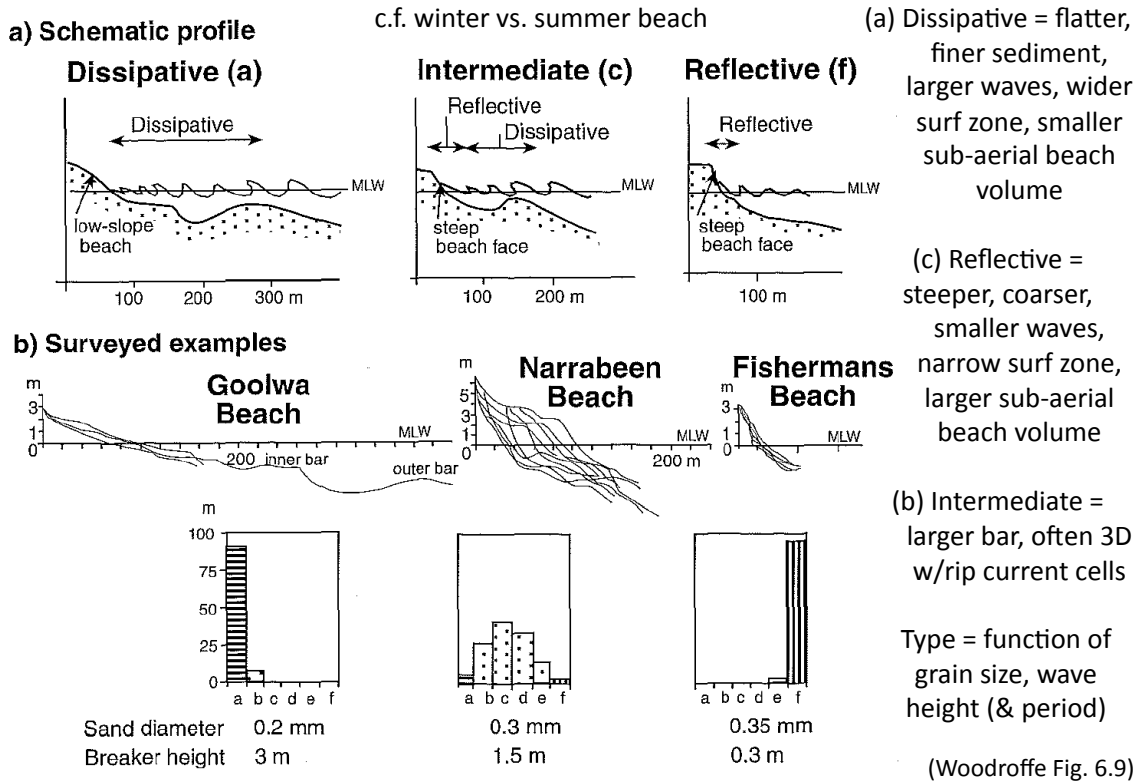 c.f. winter vs. summer beach
a) Schematic profile
Dissipative (a)
Dissipative
MLW
low-slope
beach
100 200 300 m
Intermediate (c)
Reflective
Dissipative
MLW
steep
beach face
100 200 m
Reflective (f)
Reflective
MLW
steep
beach face
100 m
b) Surveyed examples
Goolwa
Beach
m
3
1
0
MLW
200 inner bar
outer bar
Narrabeen
Beach
m
5
3
1
0
MLW
200 m
Fishermans
Beach
m
3
1
0
MLW
m
100
75
50
25
0
a b c d e f
a b c d e f
a b c d e f
Sand diameter 0.2 mm 0.3 mm 0.35 mm
Breaker height 3 m 1.5 m 0.3 m
(a) Dissipative = flatter,
finer sediment,
larger waves, wider
surf zone, smaller
sub-aerial beach
volume
(c) Reflective =
steeper, coarser,
smaller waves,
narrow surf zone,
larger sub-aerial
beach volume
(b) Intermediate =
larger bar, often 3D
w/rip current cells
Type = function of
grain size, wave
height (& period)
(Woodroffe Fig. 6.9)